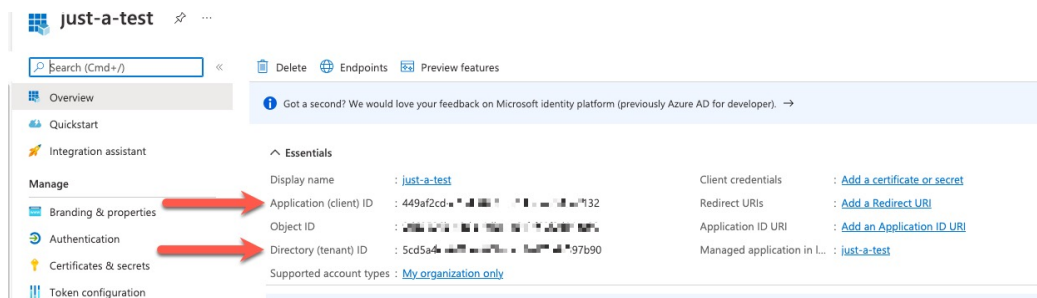 just-a-test
Search (Cmd+/)
«
Delete
Endpoints
Preview features
Overview
Quickstart
Integration assistant
Manage
Branding & properties
Authentication
Certificates & secrets
Token configuration
Got a second? We would love your feedback on Microsoft identity platform (previously Azure AD for developer). →
Essentials
Display name : just-a-test
Application (client) ID : 449af2cd- 132
Object ID :
Directory (tenant) ID : 5cd5a4 97b90
Supported account types : My organization only
Client credentials : Add a certificate or secret
Redirect URIs : Add a Redirect URI
Application ID URI : Add an Application ID URI
Managed application in l... : just-a-test